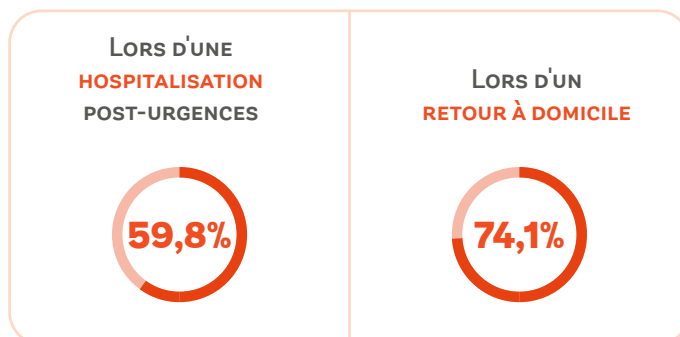 Lors d'une
hospitalisation
post-urgences
59,8%
Lors d'un
retour à domicile
74,1%